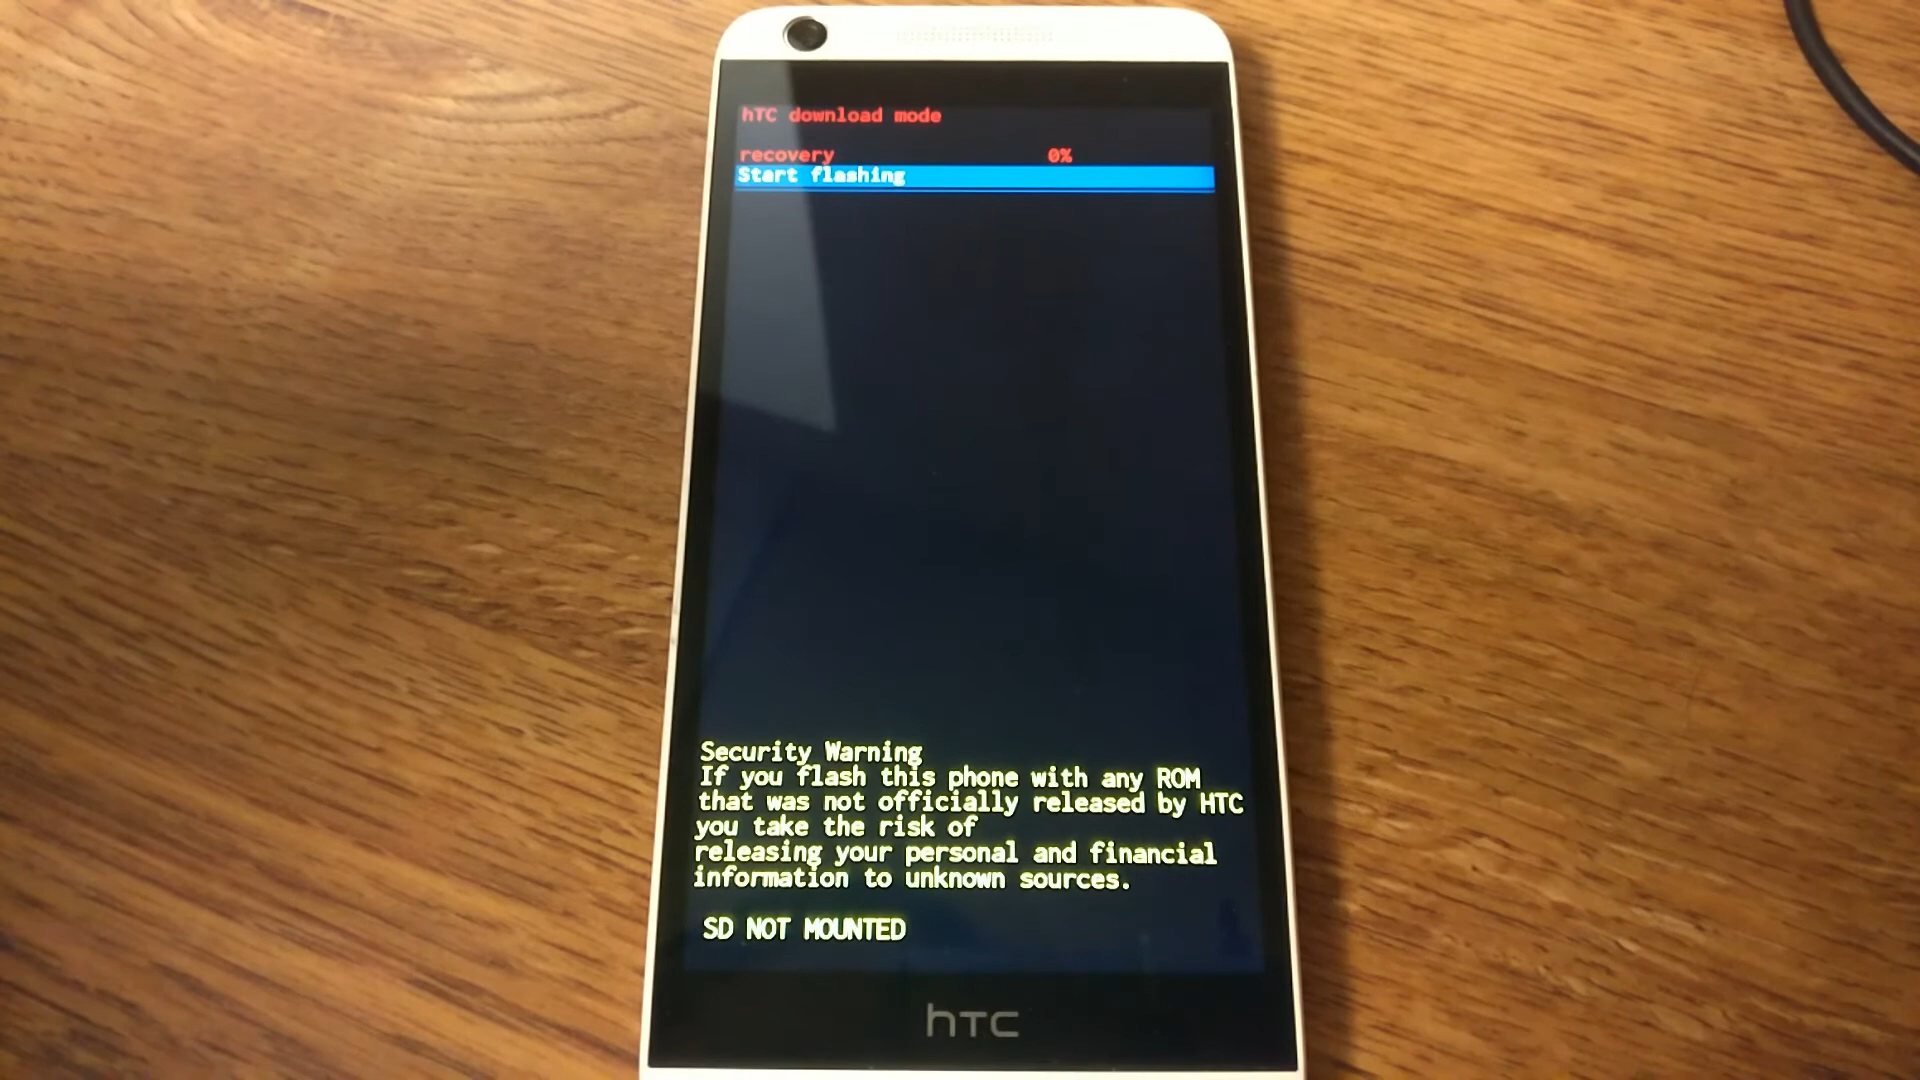 hTC download mode
recovery 0%
Start flashing
Security Warning
If you flash this phone with any ROM
that was not officially released by HTC
you take the risk of
releasing your personal and financial
information to unknown sources.
SD NOT MOUNTED
hTC